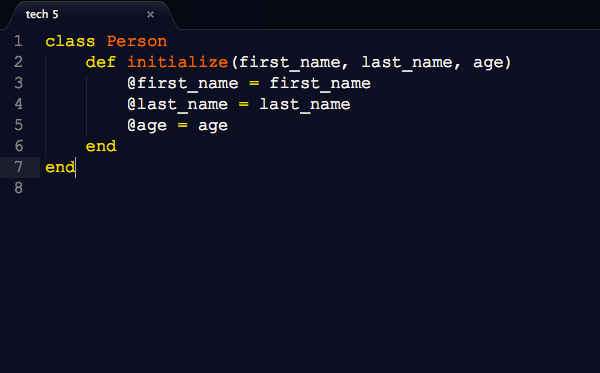 tech 5 ×
1 class Person
2     def initialize(first_name, last_name, age)
3         @first_name = first_name
4         @last_name = last_name
5         @age = age
6     end
7 end
8